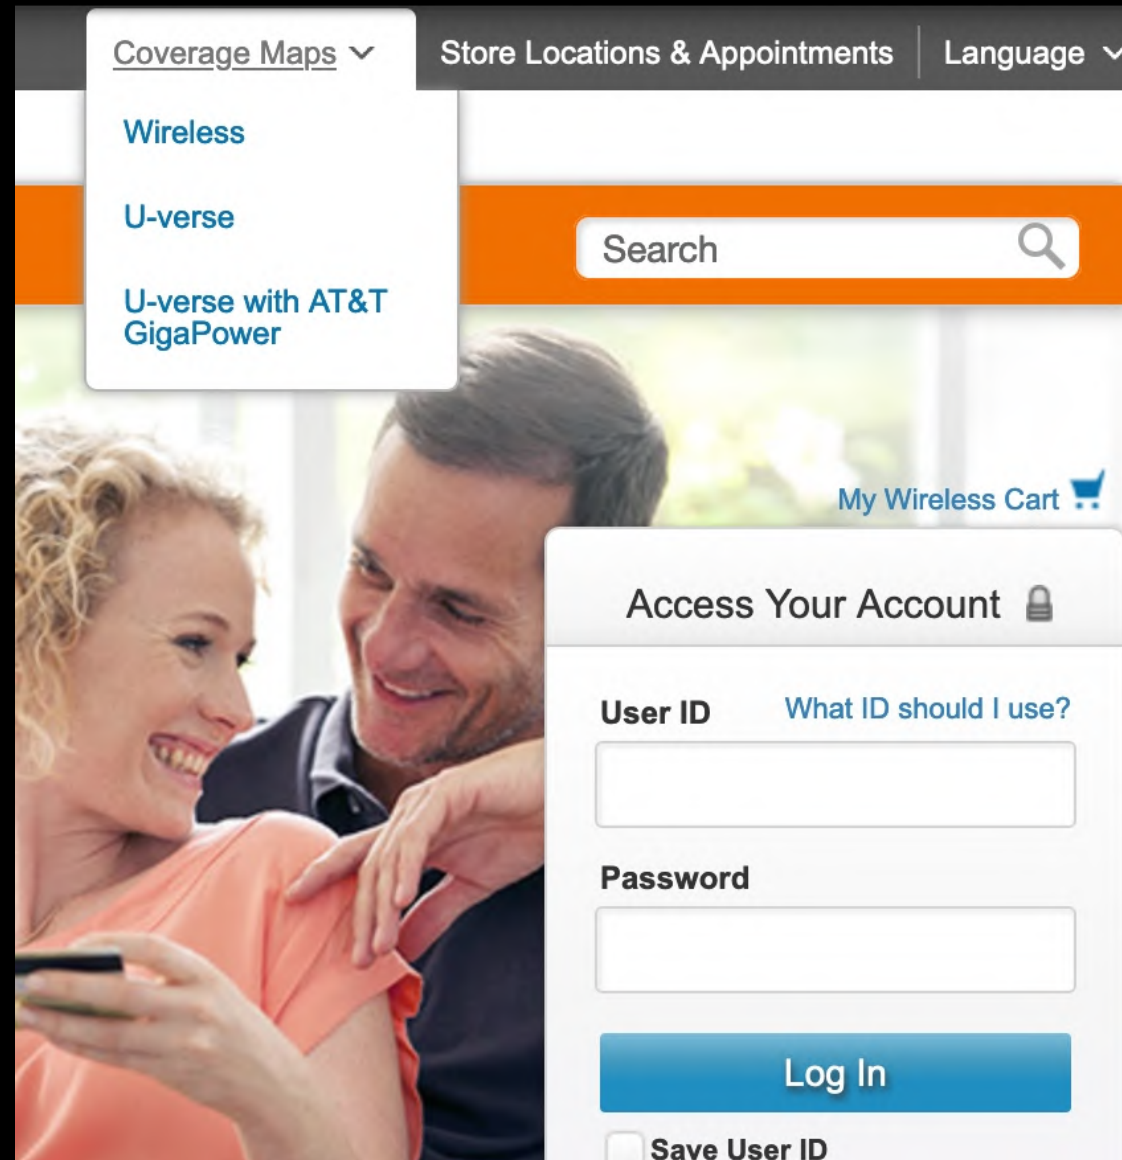 Coverage Maps
Store Locations & Appointments
Language
Wireless
U-verse
U-verse with AT&T
GigaPower
Search
My Wireless Cart
Access Your Account
User ID
What ID should I use?
Password
Log In
Save User ID